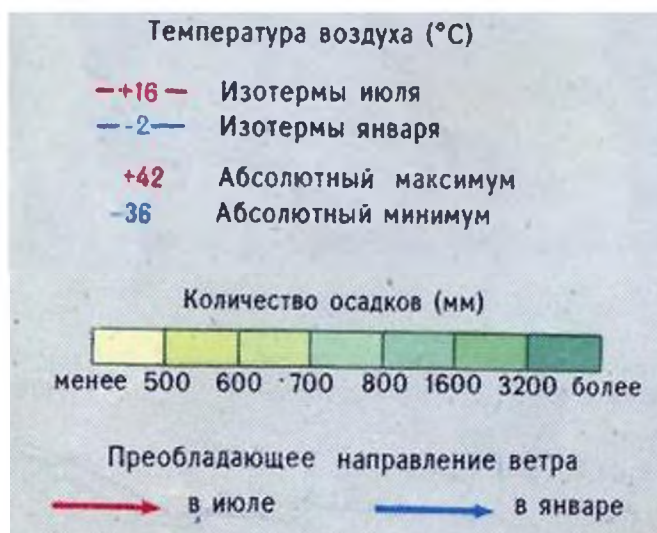 Температура воздуха (°C)
+16 Изотермы июля
-2 Изотермы января
+42 Абсолютный максимум
-36 Абсолютный минимум
Количество осадков (мм)
менее 500 600 700 800 1600 3200 более
Преобладающее направление ветра
в июле в январе